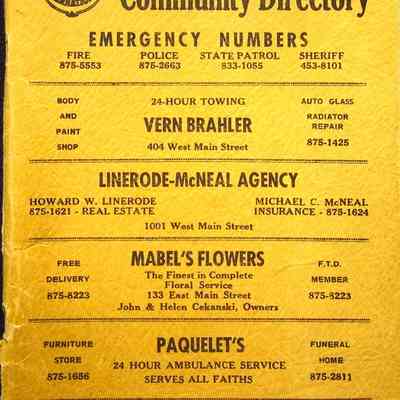 Community Directory
EMERGENCY NUMBERS
FIRE POLICE STATE PATROL SHERIFF
875-5553 875-2663 833-1055 453-8101
BODY AND PAINT SHOP
24-HOUR TOWING
VERN BRAHLER
404 West Main Street
AUTO GLASS
RADIATOR REPAIR
875-1425
LINERODE-McNEAL AGENCY
HOWARD W. LINERODE MICHAEL C. McNEAL
875-1621 - REAL ESTATE INSURANCE - 875-1624
1001 West Main Street
FREE
DELIVERY
875-8223
MABEL'S FLOWERS
The Finest in Complete
Floral Service
133 East Main Street
John & Helen Cekanski, Owners
F.T.D.
MEMBER
875-8223
FURNITURE
STORE
875-1656
PAQUELET'S
24 HOUR AMBULANCE SERVICE
SERVES ALL FAITHS
FUNERAL
HOME
875-2811